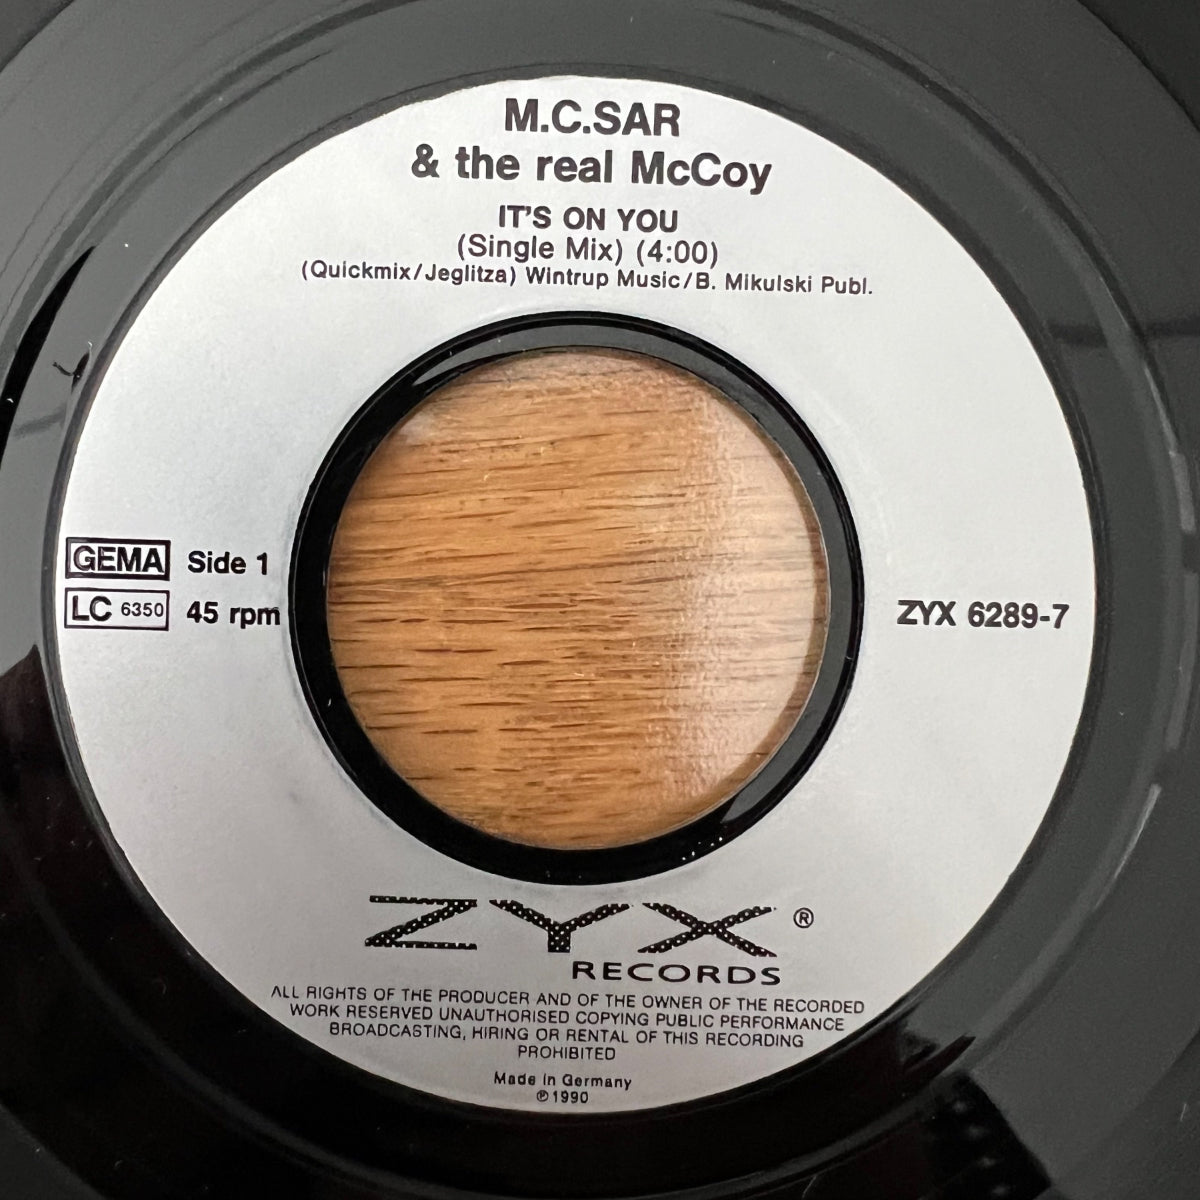 M.C.SAR
& the real McCoy
IT'S ON YOU
(Single Mix) (4:00)
(Quickmix/Jeglitza) Wintrup Music/B. Mikulski Publ.
GEMA Side 1
LC 6350 45 rpm
ZYX 6289-7
ZYX ®
RECORDS
ALL RIGHTS OF THE PRODUCER AND OF THE OWNER OF THE RECORDED
WORK RESERVED UNAUTHORISED COPYING PUBLIC PERFORMANCE
BROADCASTING, HIRING OR RENTAL OF THIS RECORDING
PROHIBITED
Made in Germany
℗1990